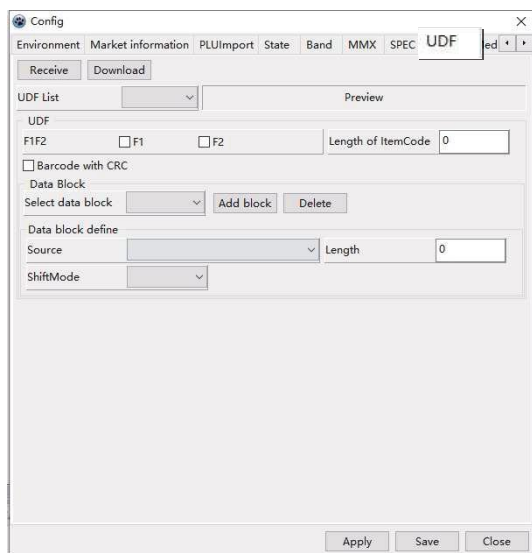 Config
Environment Market information PLUImport State Band MMX SPEC UDF ed
Receive Download
UDF List Preview
UDF
F1F2 F1 F2 Length of ItemCode 0
Barcode with CRC
Data Block
Select data block Add block Delete
Data block define
Source Length 0
ShiftMode
Apply Save Close